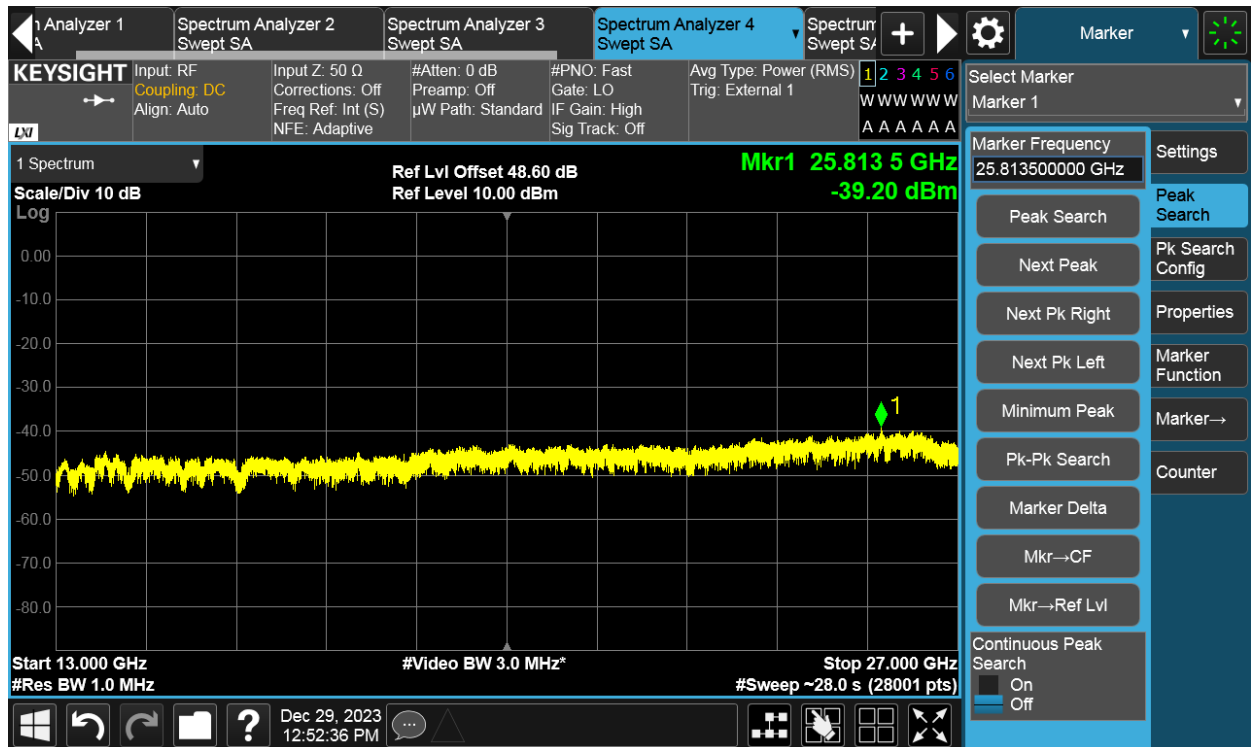 n Analyzer 1
A
Spectrum Analyzer 2
Swept SA
Spectrum Analyzer 3
Swept SA
Spectrum Analyzer 4
Swept SA
Spectrum
Swept SA
+
Marker
KEYSIGHT
LXI
Input: RF
Coupling: DC
Align: Auto
Input Z: 50 Ω
Corrections: Off
Freq Ref: Int (S)
NFE: Adaptive
#Atten: 0 dB
Preamp: Off
µW Path: Standard
#PNO: Fast
Gate: LO
IF Gain: High
Sig Track: Off
Avg Type: Power (RMS)
Trig: External 1
1 2 3 4 5 6
W W W W W W
A A A A A A
Select Marker
Marker 1
1 Spectrum
Scale/Div 10 dB
Log
Ref Lvl Offset 48.60 dB
Ref Level 10.00 dBm
Mkr1 25.813 5 GHz
-39.20 dBm
0.00
-10.0
-20.0
-30.0
-40.0
-50.0
-60.0
-70.0
-80.0
1
Start 13.000 GHz
#Res BW 1.0 MHz
#Video BW 3.0 MHz*
Stop 27.000 GHz
#Sweep ~28.0 s (28001 pts)
Marker Frequency
25.813500000 GHz
Peak Search
Next Peak
Next Pk Right
Next Pk Left
Minimum Peak
Pk-Pk Search
Marker Delta
Mkr→CF
Mkr→Ref Lvl
Continuous Peak
Search
On
Off
Settings
Peak
Search
Pk Search
Config
Properties
Marker
Function
Marker→
Counter
?
Dec 29, 2023
12:52:36 PM